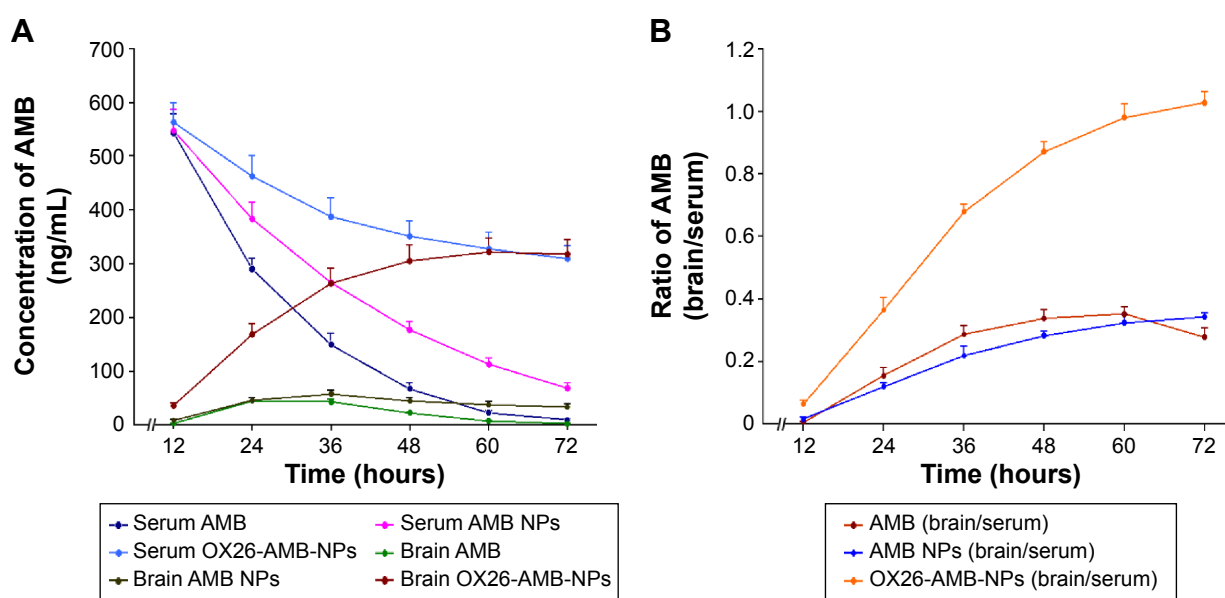 A
Concentration of AMB
(ng/mL)
700
600
500
400
300
200
100
0
12 24 36 48 60 72
Time (hours)
Serum AMB
Serum AMB NPs
Serum OX26-AMB-NPs
Brain AMB
Brain AMB NPs
Brain OX26-AMB-NPs
B
Ratio of AMB
(brain/serum)
1.2
1.0
0.8
0.6
0.4
0.2
0
12 24 36 48 60 72
Time (hours)
AMB (brain/serum)
AMB NPs (brain/serum)
OX26-AMB-NPs (brain/serum)